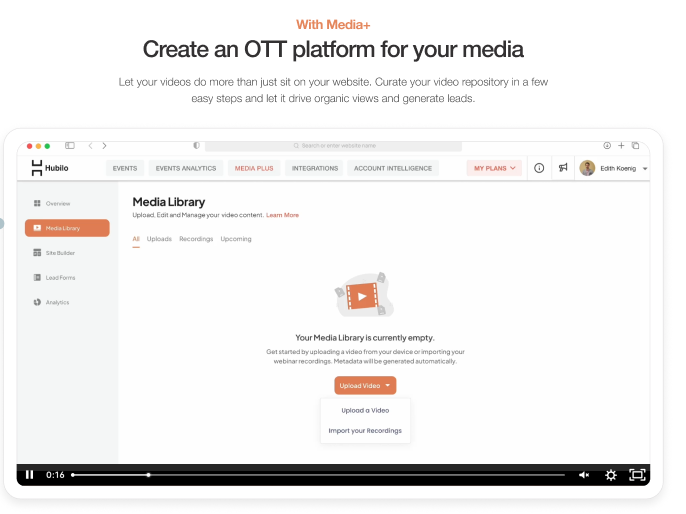 With Media+
Create an OTT platform for your media
Let your videos do more than just sit on your website. Curate your video repository in a few
easy steps and let it drive organic views and generate leads.
Search or enter website name
Hubilo
EVENTS
EVENTS ANALYTICS
MEDIA PLUS
INTEGRATIONS
ACCOUNT INTELLIGENCE
MY PLANS
Edith Koenig
Overview
Media Library
Site Builder
Lead Forms
Analytics
Media Library
Upload, Edit and Manage your video content. Learn More
All Uploads Recordings Upcoming
Your Media Library is currently empty.
Get started by uploading a video from your device or importing your
webinar recordings. Metadata will be generated automatically.
Upload Video
Upload a Video
Import your Recordings
0:16